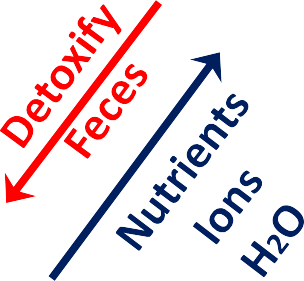 Detoxify
Feces
Nutrients
Ions
H₂O